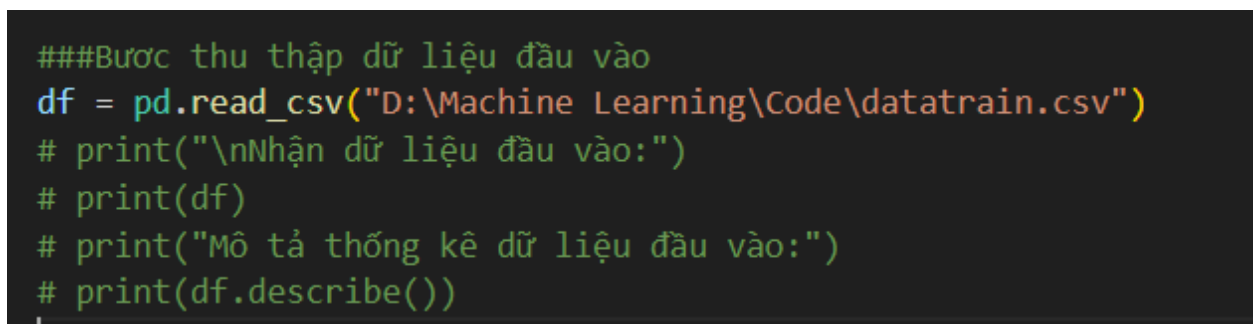 ###Bươc thu thập dữ liệu đầu vào
df = pd.read_csv("D:\Machine Learning\Code\datatrain.csv")
# print("\nNhận dữ liệu đầu vào:")
# print(df)
# print("Mô tả thống kê dữ liệu đầu vào:")
# print(df.describe())